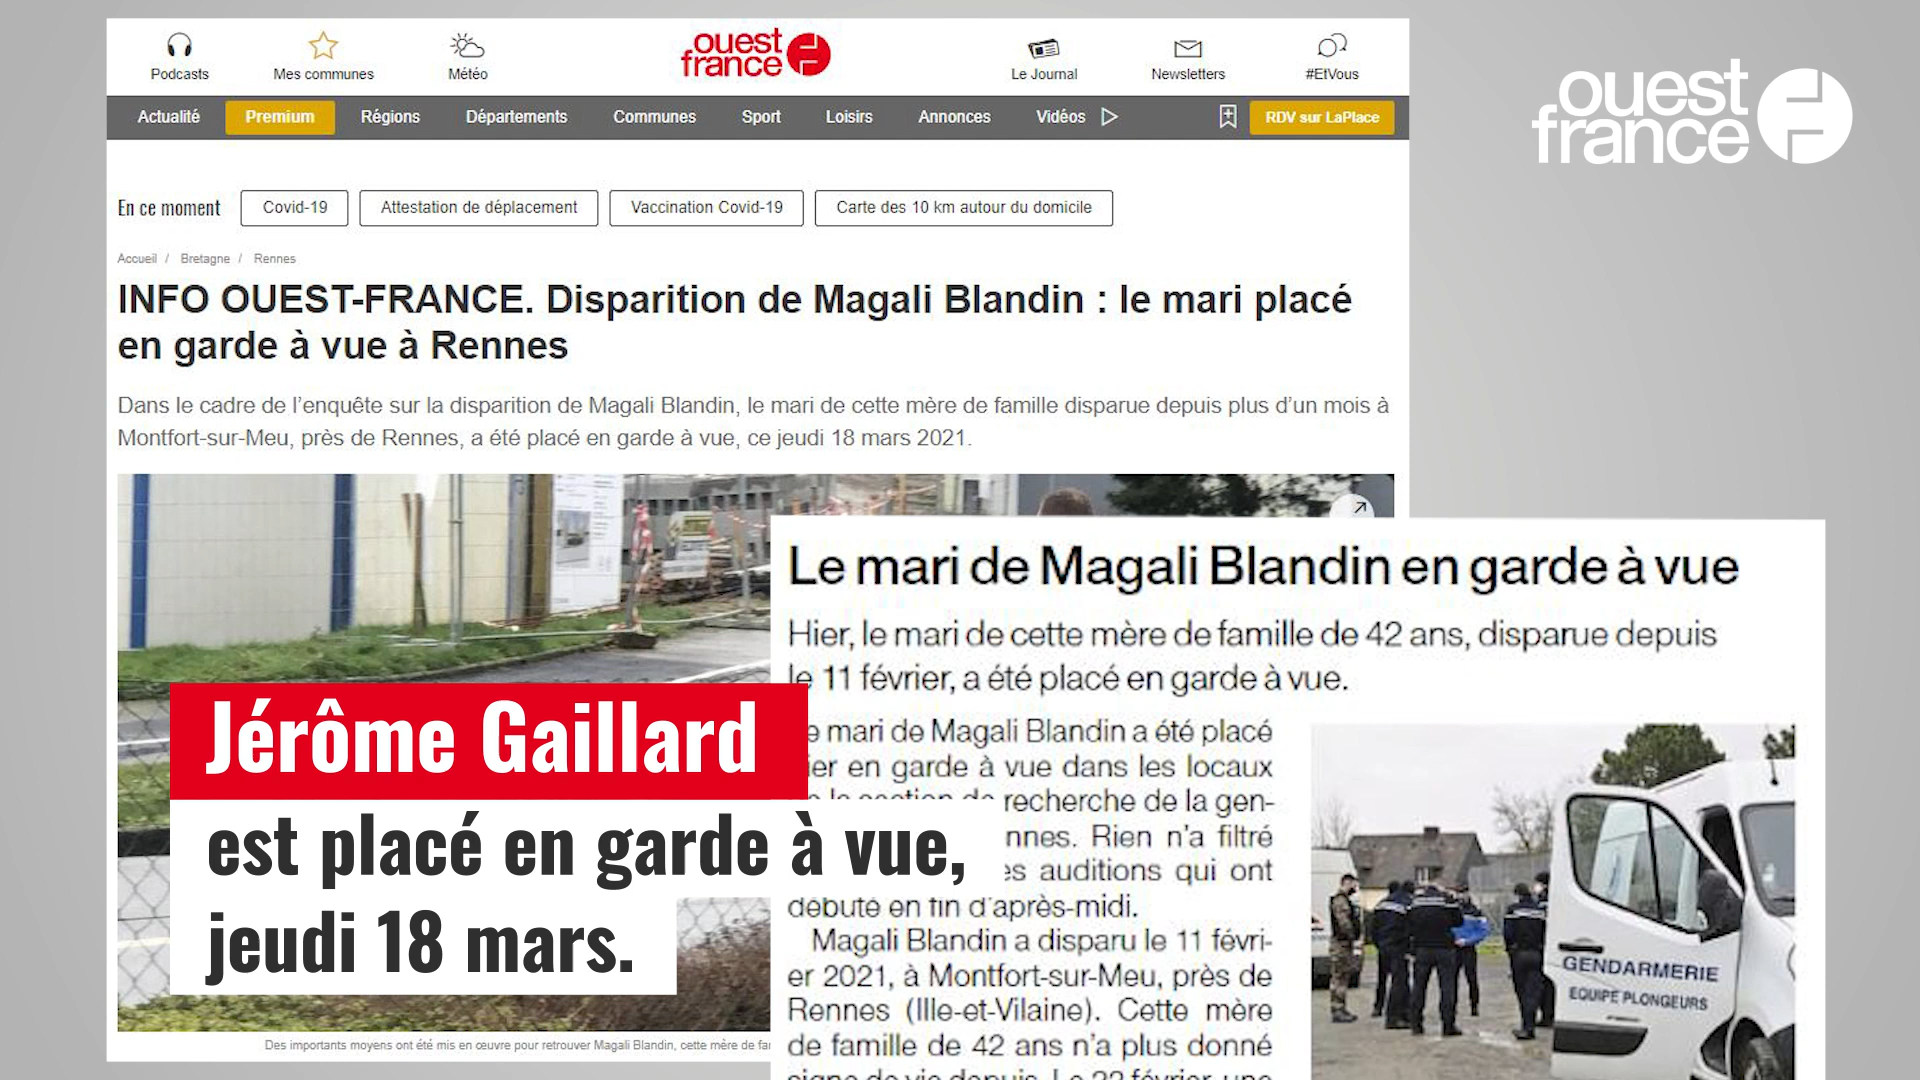 Podcasts
Mes communes
Météo
ouest
france
Le Journal
Newsletters
#EtVous
ouest
france
Actualité
Premium
Régions
Départements
Communes
Sport
Loisirs
Annonces
Vidéos
RDV sur LaPlace
En ce moment
Covid-19
Attestation de déplacement
Vaccination Covid-19
Carte des 10 km autour du domicile
Accueil / Bretagne / Rennes
INFO OUEST-FRANCE. Disparition de Magali Blandin : le mari placé
en garde à vue à Rennes
Dans le cadre de l'enquête sur la disparition de Magali Blandin, le mari de cette mère de famille disparue depuis plus d'un mois à
Montfort-sur-Meu, près de Rennes, a été placé en garde à vue, ce jeudi 18 mars 2021.
Le mari de Magali Blandin en garde à vue
Hier, le mari de cette mère de famille de 42 ans, disparue depuis
le 11 février, a été placé en garde à vue.
Jérôme Gaillard
est placé en garde à vue,
jeudi 18 mars.
mari de Magali Blandin a été placé
en garde à vue dans les locaux
recherche de la gen-
Rien n'a filtré
auditions qui ont
débuté en fin d'après-midi.
Magali Blandin a disparu le 11 févri-
er 2021, à Montfort-sur-Meu, près de
Rennes (Ille-et-Vilaine). Cette mère
de famille de 42 ans n'a plus donné
signe de vie depuis. Le 22 février, une
GENDARMERIE
EQUIPE PLONGEURS
Des importants moyens ont été mis en œuvre pour retrouver Magali Blandin, cette mère de